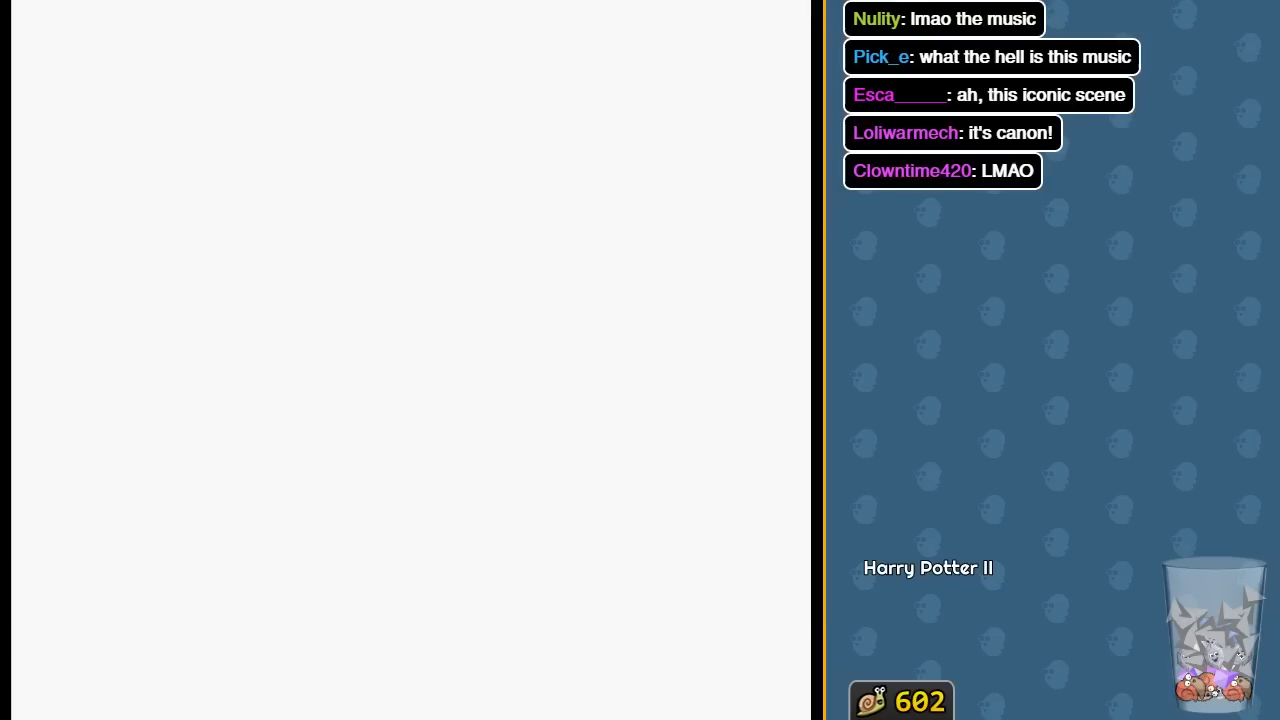 Nulity: lmao the music
Pick_e: what the hell is this music
Esca_____: ah, this iconic scene
Loliwarmech: it's canon!
Clowntime420: LMAO
Harry Potter II
602